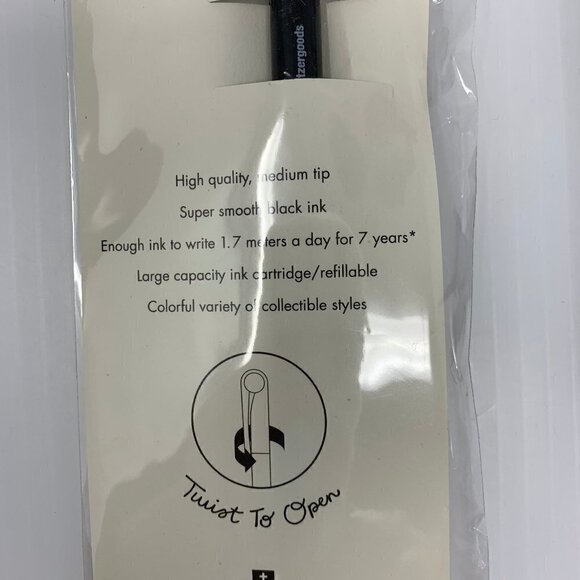 tzergoods
High quality, medium tip
Super smooth black ink
Enough ink to write 1.7 meters a day for 7 years*
Large capacity ink cartridge/refillable
Colorful variety of collectible styles
Twist To Open